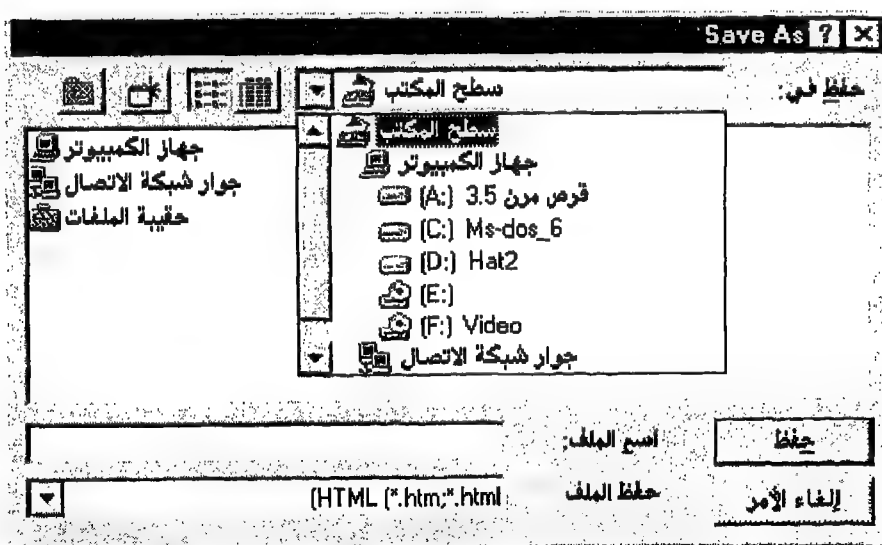 Save As
حفظ في:
سطح المكتب
سطح المكتب
جهاز الكمبيوتر
قرص مرن 3.5 (A:)
(C:) Ms-dos_6
(D:) Hat2
(E:)
(F:) Video
جوار شبكة الاتصال
جهاز الكمبيوتر
جوار شبكة الاتصال
حقيبة الملفات
اسم الملف:
حفظ
حفظ الملف
(HTML (*.htm;*.html
إلغاء الأمر